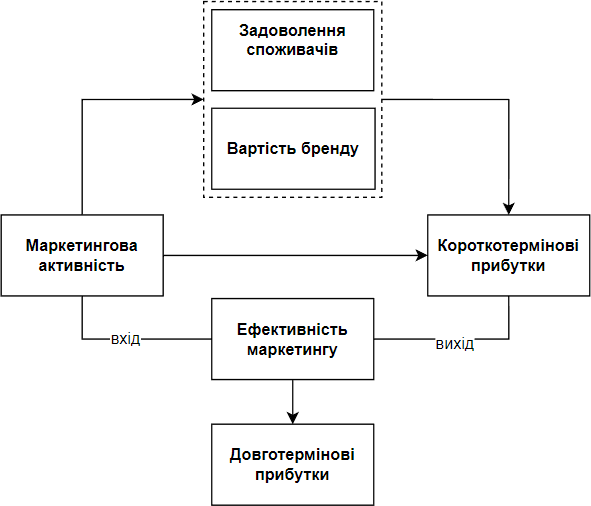 Задоволення
споживачів
Вартість бренду
Маркетингова
активність
Короткотермінові
прибутки
вхід
Ефективність
маркетингу
вихід
Довготермінові
прибутки